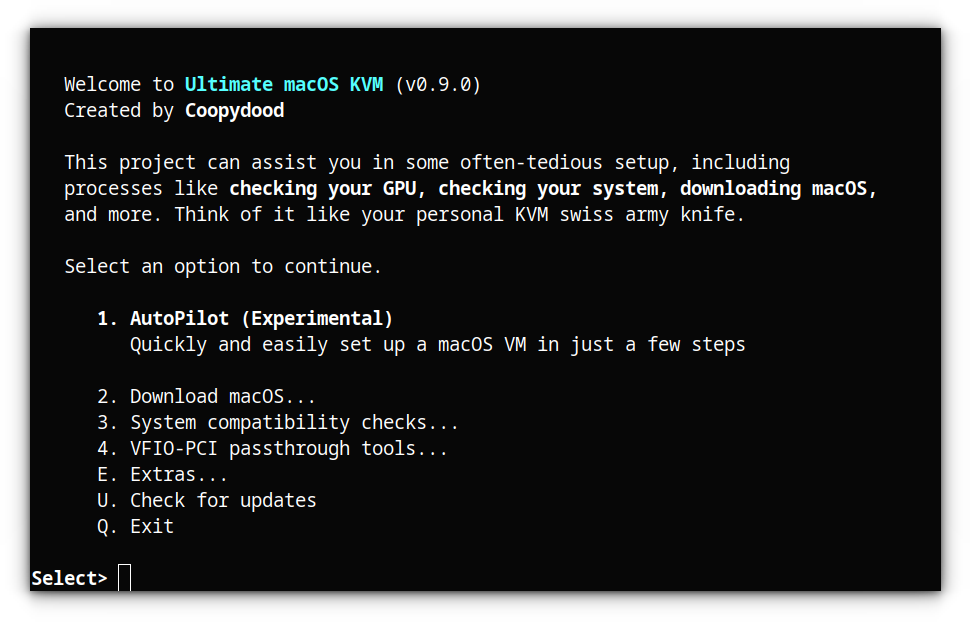 Welcome to Ultimate macOS KVM (v0.9.0)
Created by Coopydood
This project can assist you in some often-tedious setup, including
processes like checking your GPU, checking your system, downloading macOS,
and more. Think of it like your personal KVM swiss army knife.
Select an option to continue.
1. AutoPilot (Experimental)
Quickly and easily set up a macOS VM in just a few steps
2. Download macOS...
3. System compatibility checks...
4. VFIO-PCI passthrough tools...
E. Extras...
U. Check for updates
Q. Exit
Select>